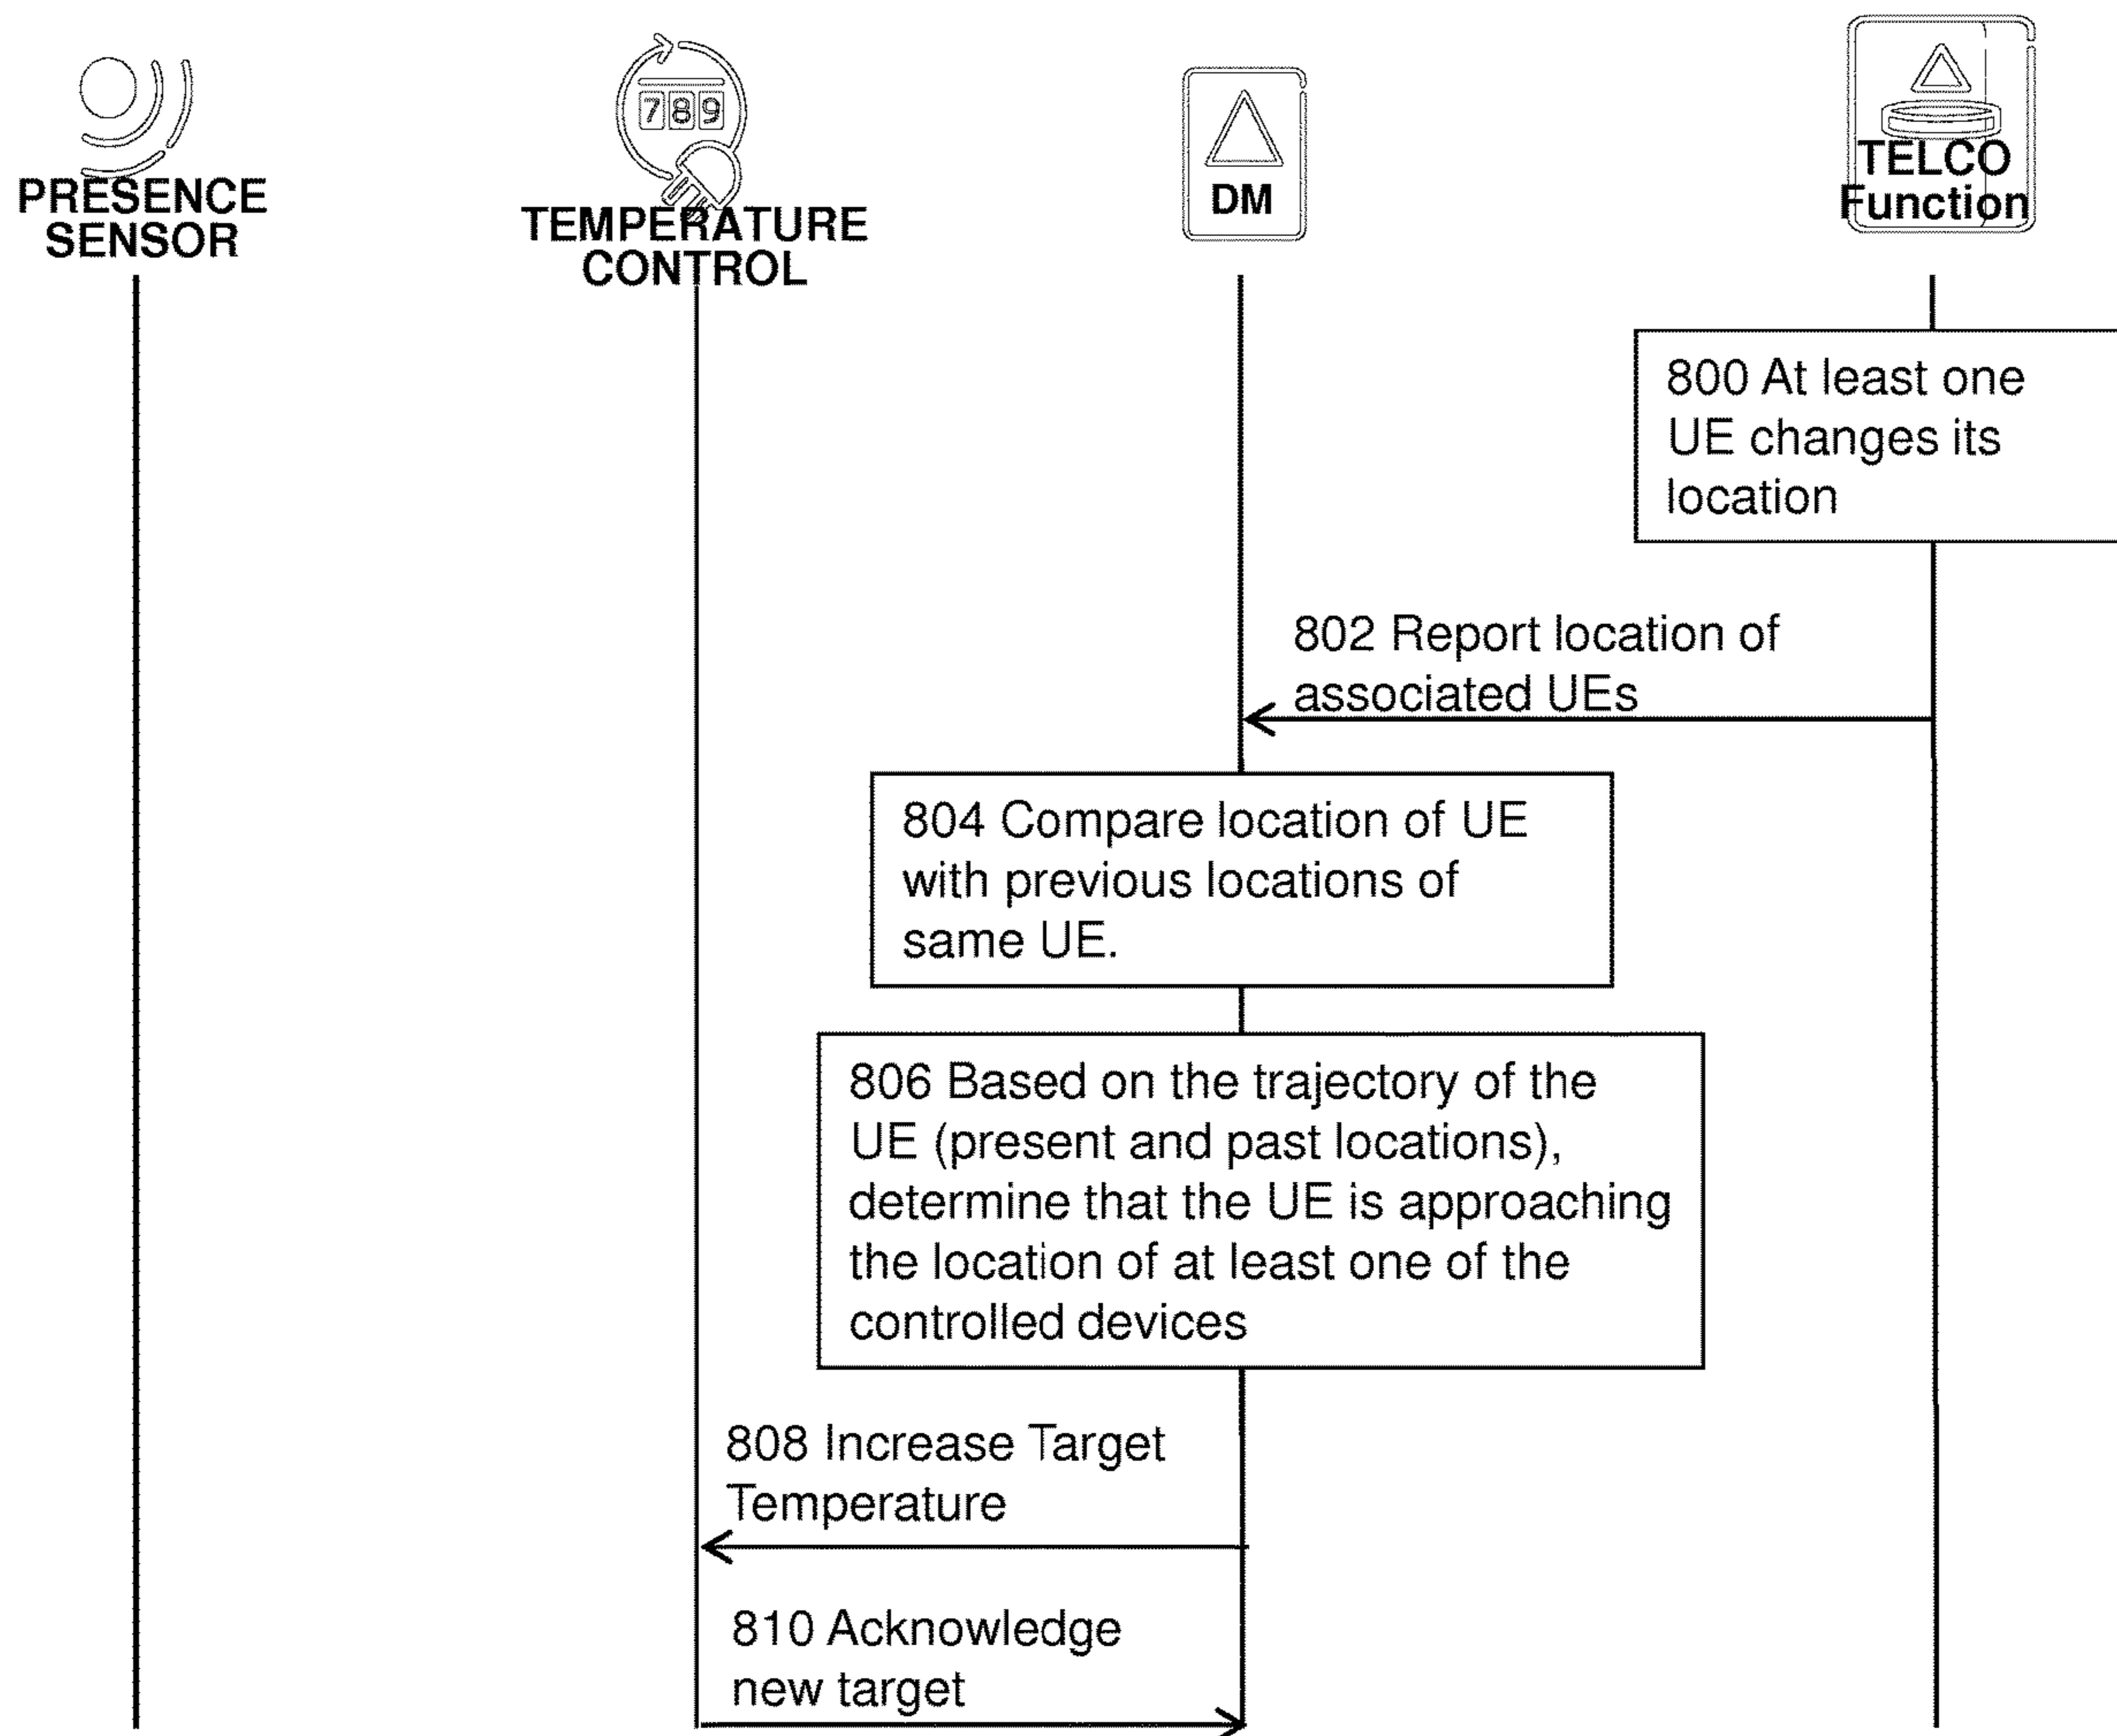 789
PRESENCE
SENSOR
TEMPERATURE
CONTROL
DM
TELCO
Function
800 At least one
UE changes its
location
802 Report location of
associated UEs
804 Compare location of UE
with previous locations of
same UE.
806 Based on the trajectory of the
UE (present and past locations),
determine that the UE is approaching
the location of at least one of the
controlled devices
808 Increase Target
Temperature
810 Acknowledge
new target